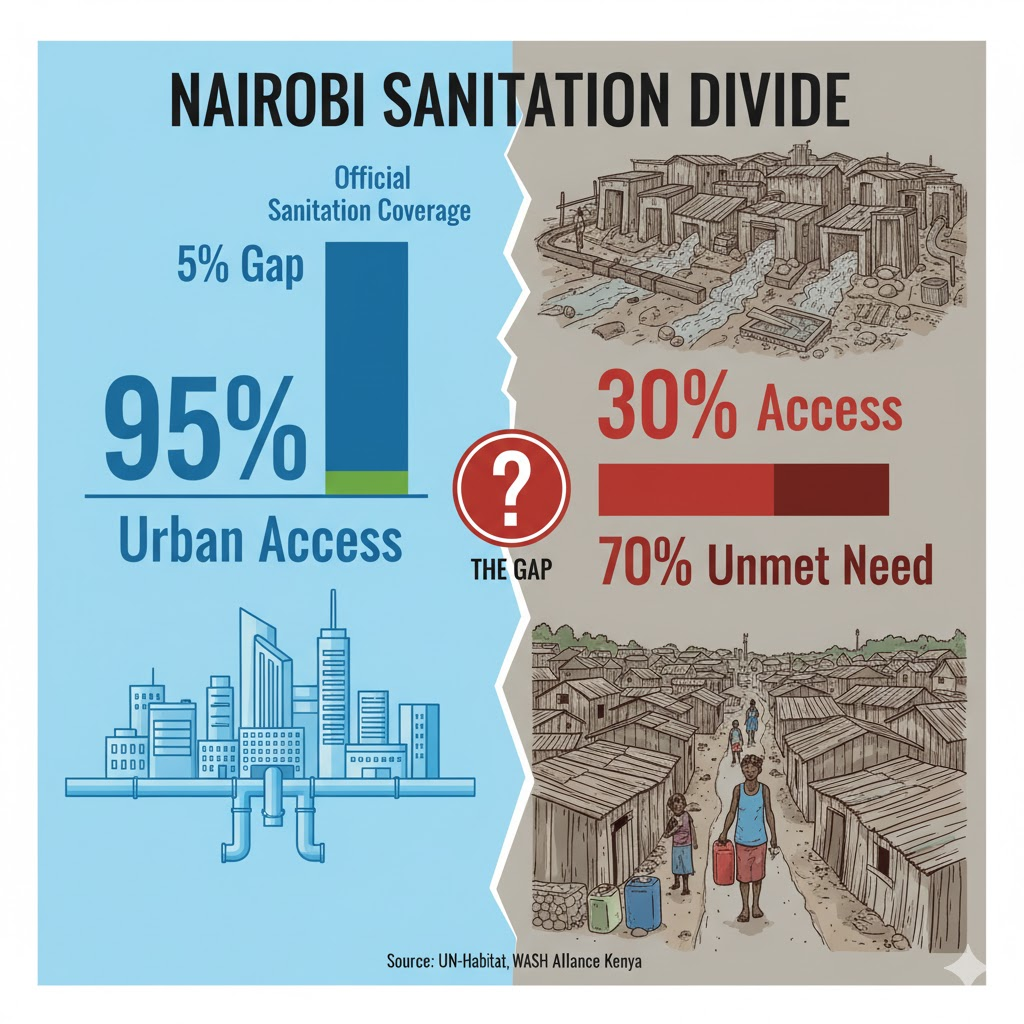 NAIROBI SANITATION DIVIDE
Official
Sanitation Coverage
5% Gap
95%
Urban Access
?
THE GAP
30% Access
70% Unmet Need
Source: UN-Habitat, WASH Allance Kenya